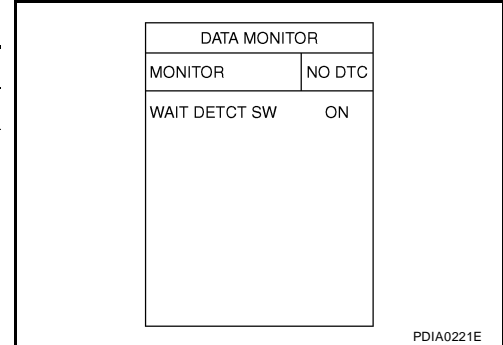 DATA MONITOR
MONITOR NO DTC
WAIT DETCT SW ON
PDIA0221E